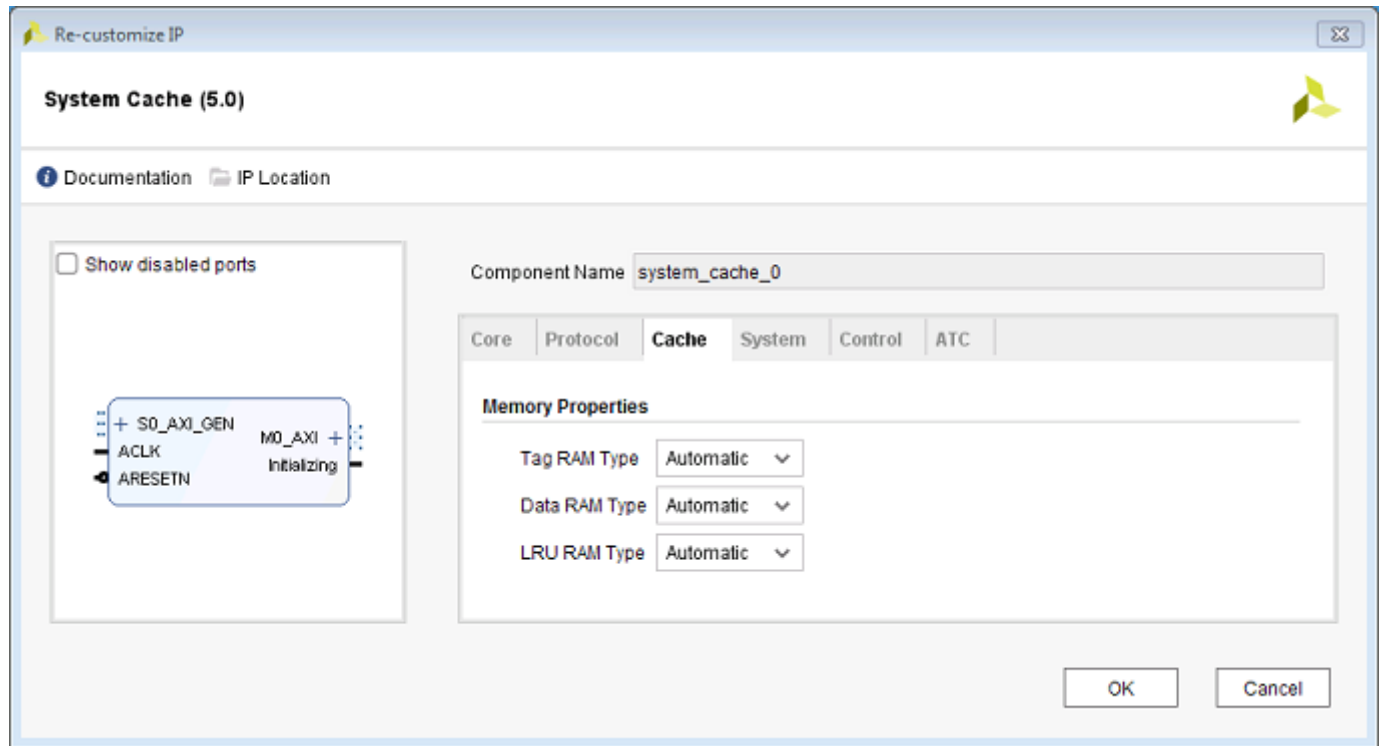 Re-customize IP
System Cache (5.0)
Documentation IP Location
Show disabled ports
S0_AXI_GEN
ACLK
ARESETN
M0_AXI
Initializing
Component Name system_cache_0
Core Protocol Cache System Control ATC
Memory Properties
Tag RAM Type Automatic
Data RAM Type Automatic
LRU RAM Type Automatic
OK Cancel